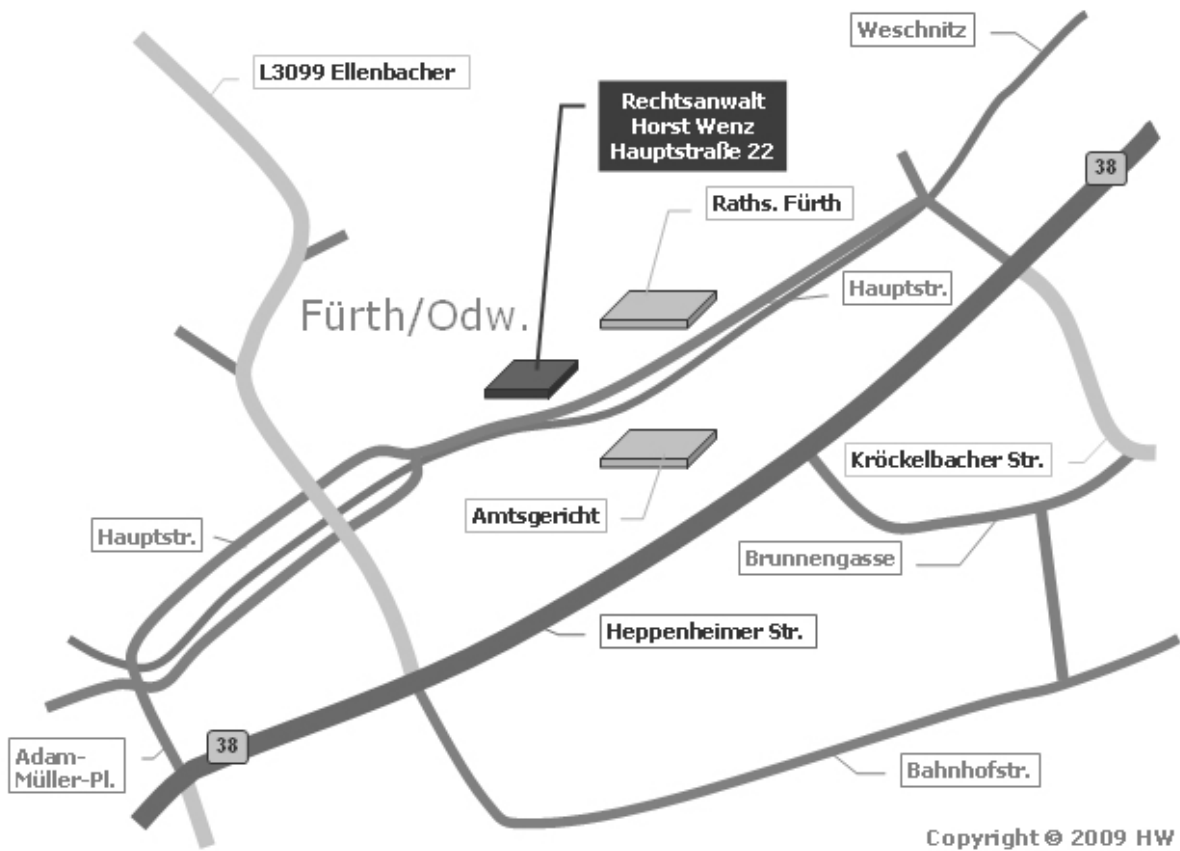 Weschnitz
L3099 Ellenbacher
Rechtsanwalt
Horst Wenz
Hauptstraße 22
38
Raths. Fürth
Hauptstr.
Fürth/Odw.
Kröckelbacher Str.
Amtsgericht
Hauptstr.
Brunnengasse
Heppenheimer Str.
38
Adam-
Müller-Pl.
Bahnhofstr.
Copyright © 2009 HW